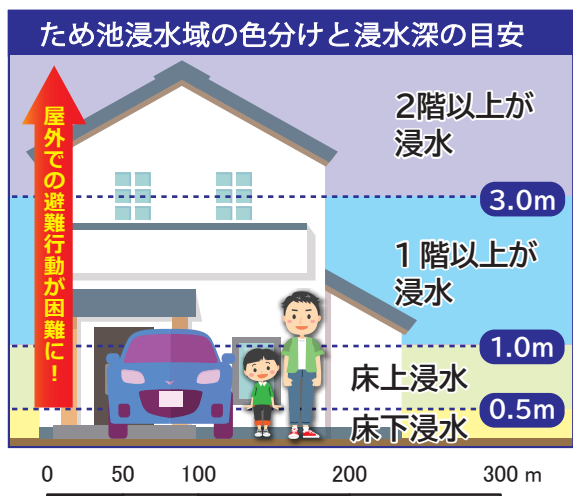 ため池浸水域の色分けと浸水深の目安
屋外での避難行動が困難に！
2階以上が
浸水
3.0m
1階以上が
浸水
1.0m
床上浸水
0.5m
床下浸水
0 50 100 200 300 m